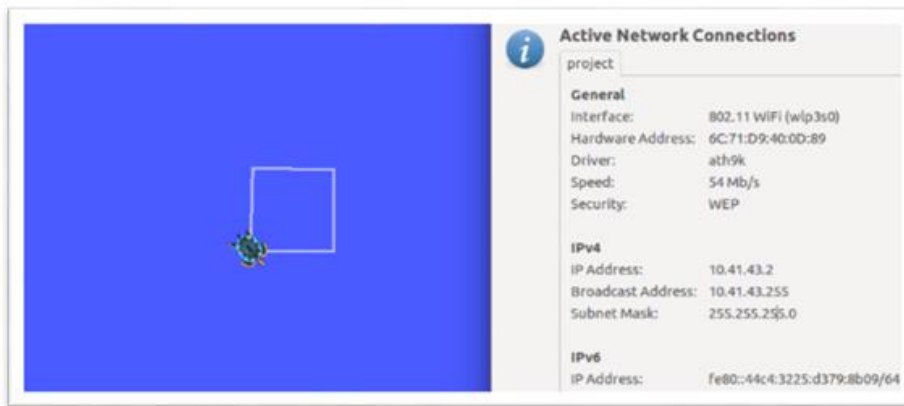 Active Network Connections
project
General
Interface: 802.11 WiFi (wlp3s0)
Hardware Address: 6C:71:D9:40:0D:89
Driver: ath9k
Speed: 54 Mb/s
Security: WEP
IPv4
IP Address: 10.41.43.2
Broadcast Address: 10.41.43.255
Subnet Mask: 255.255.255.0
IPv6
IP Address: fe80::44c4:3225:d379:8b09/64